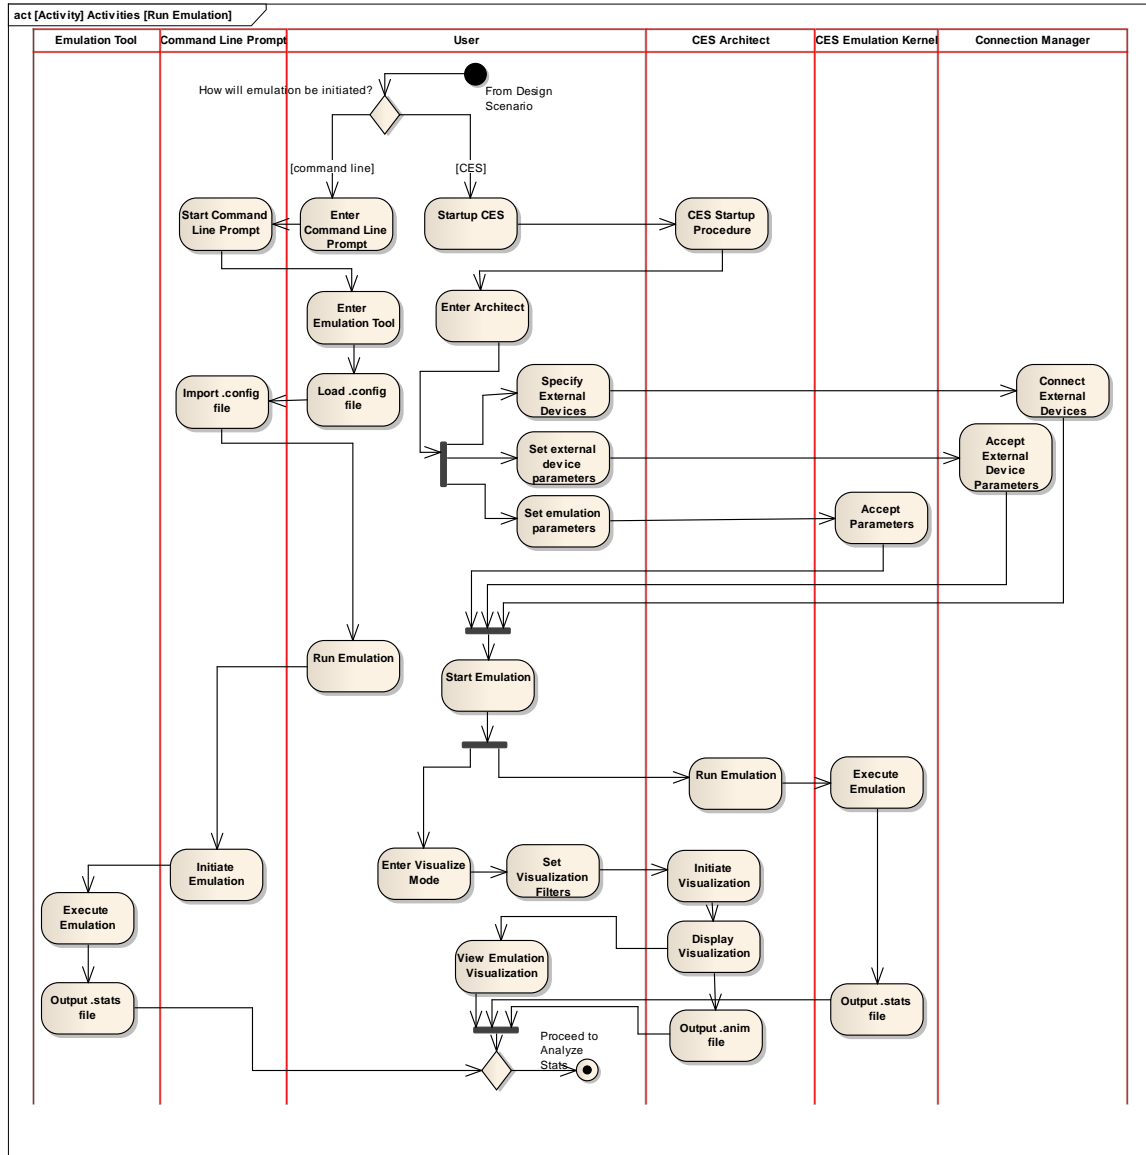 act [Activity] Activities [Run Emulation]
Emulation Tool
Command Line Prompt
User
CES Architect
CES Emulation Kernel
Connection Manager
How will emulation be initiated?
From Design
Scenario
[command line]
[CES]
Start Command
Line Prompt
Enter
Command Line
Prompt
Startup CES
CES Startup
Procedure
Enter
Emulation Tool
Enter Architect
Import .config
file
Load .config
file
Specify
External
Devices
Connect
External
Devices
Set external
device
parameters
Accept
External
Device
Parameters
Set emulation
parameters
Accept
Parameters
Run Emulation
Start Emulation
Run Emulation
Execute
Emulation
Initiate
Emulation
Enter Visualize
Mode
Set
Visualization
Filters
Initiate
Visualization
Execute
Emulation
Display
Visualization
View Emulation
Visualization
Output .stats
file
Output .stats
file
Output .anim
file
Proceed to
Analyze
Stats